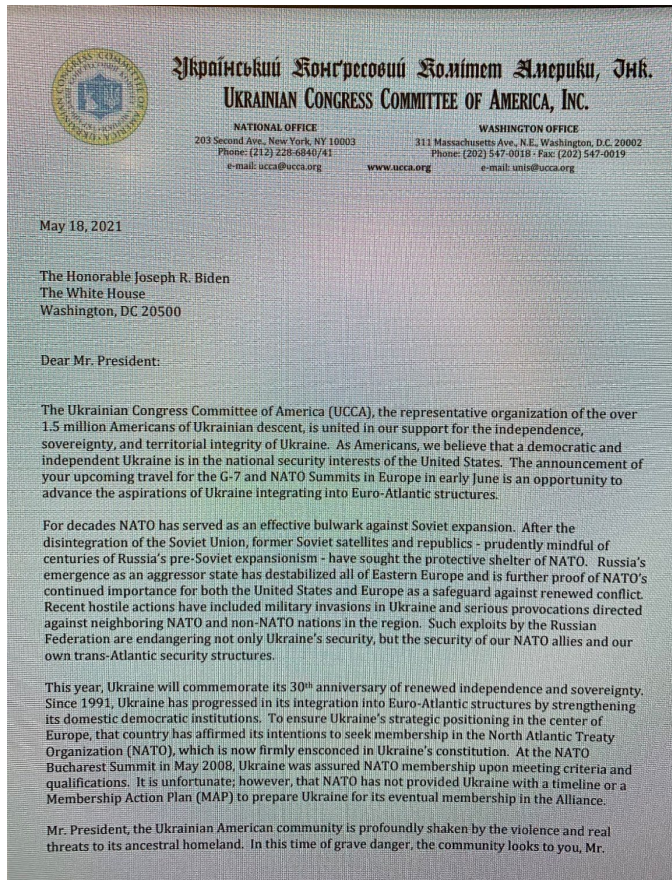 Український Конґресовий Комітет Америки, Інк.
UKRAINIAN CONGRESS COMMITTEE OF AMERICA, INC.
NATIONAL OFFICE
203 Second Ave., New York, NY 10003
Phone: (212) 228-6840/41
e-mail: ucca@ucca.org
www.ucca.org
WASHINGTON OFFICE
311 Massachusetts Ave., N.E., Washington, D.C. 20002
Phone: (202) 547-0018 - Fax: (202) 547-0019
e-mail: unis@ucca.org
May 18, 2021
The Honorable Joseph R. Biden
The White House
Washington, DC 20500
Dear Mr. President:
The Ukrainian Congress Committee of America (UCCA), the representative organization of the over
1.5 million Americans of Ukrainian descent, is united in our support for the independence,
sovereignty, and territorial integrity of Ukraine. As Americans, we believe that a democratic and
independent Ukraine is in the national security interests of the United States. The announcement of
your upcoming travel for the G-7 and NATO Summits in Europe in early June is an opportunity to
advance the aspirations of Ukraine integrating into Euro-Atlantic structures.
For decades NATO has served as an effective bulwark against Soviet expansion. After the
disintegration of the Soviet Union, former Soviet satellites and republics - prudently mindful of
centuries of Russia's pre-Soviet expansionism - have sought the protective shelter of NATO. Russia's
emergence as an aggressor state has destabilized all of Eastern Europe and is further proof of NATO's
continued importance for both the United States and Europe as a safeguard against renewed conflict.
Recent hostile actions have included military invasions in Ukraine and serious provocations directed
against neighboring NATO and non-NATO nations in the region. Such exploits by the Russian
Federation are endangering not only Ukraine's security, but the security of our NATO allies and our
own trans-Atlantic security structures.
This year, Ukraine will commemorate its 30th anniversary of renewed independence and sovereignty.
Since 1991, Ukraine has progressed in its integration into Euro-Atlantic structures by strengthening
its domestic democratic institutions. To ensure Ukraine's strategic positioning in the center of
Europe, that country has affirmed its intentions to seek membership in the North Atlantic Treaty
Organization (NATO), which is now firmly ensconced in Ukraine's constitution. At the NATO
Bucharest Summit in May 2008, Ukraine was assured NATO membership upon meeting criteria and
qualifications. It is unfortunate; however, that NATO has not provided Ukraine with a timeline or a
Membership Action Plan (MAP) to prepare Ukraine for its eventual membership in the Alliance.
Mr. President, the Ukrainian American community is profoundly shaken by the violence and real
threats to its ancestral homeland. In this time of grave danger, the community looks to you, Mr.